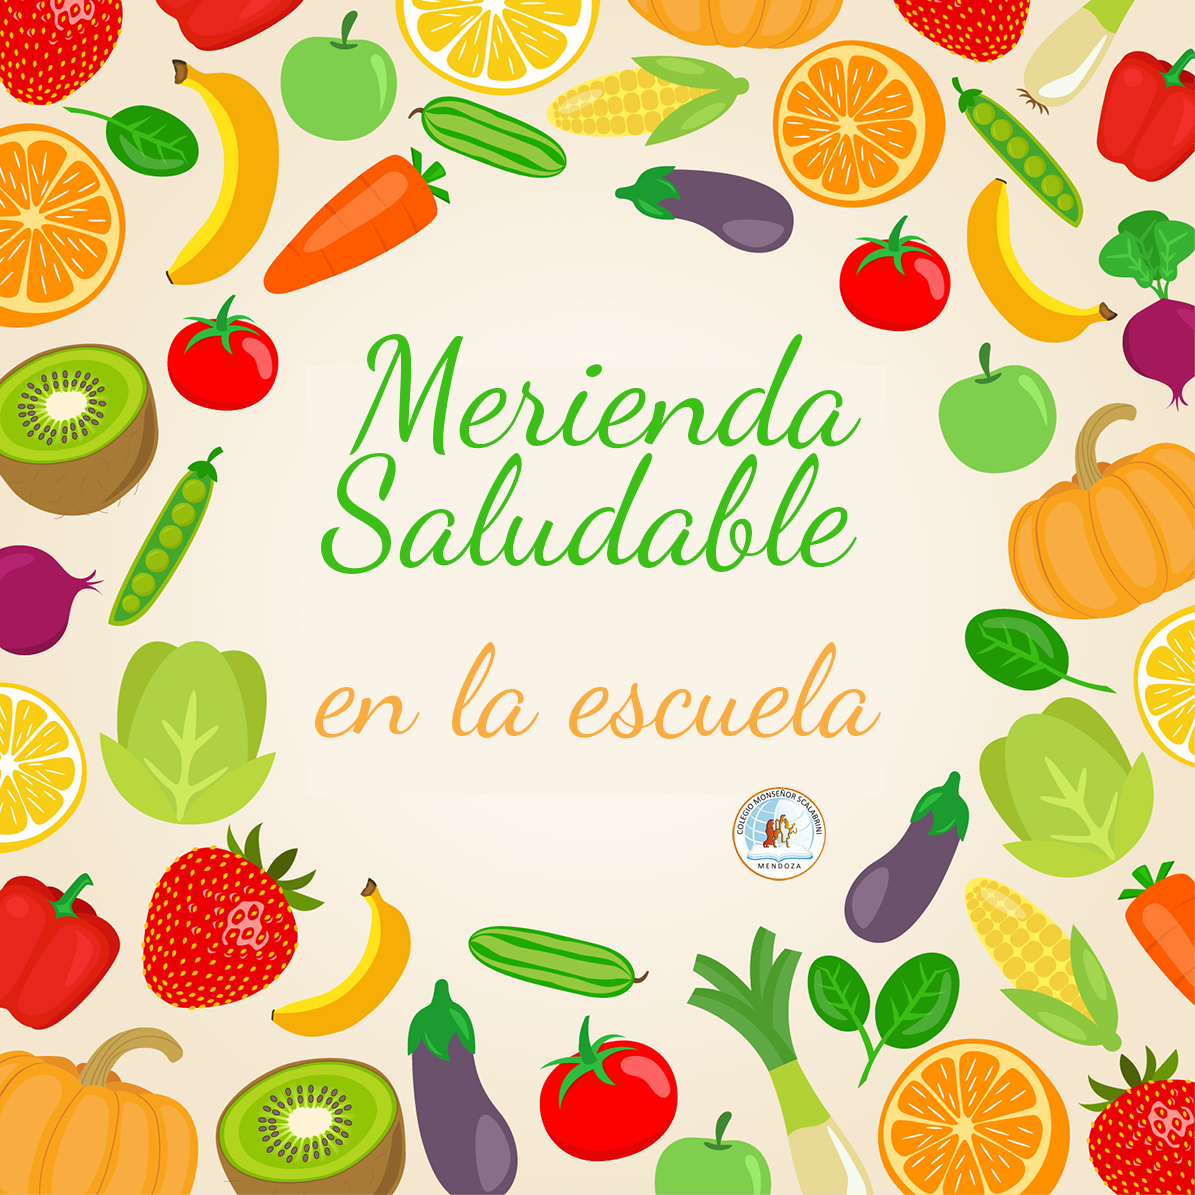 Merienda
Saludable
en la escuela
COLEGIO MONSEÑOR SCALABRINI
MENDOZA